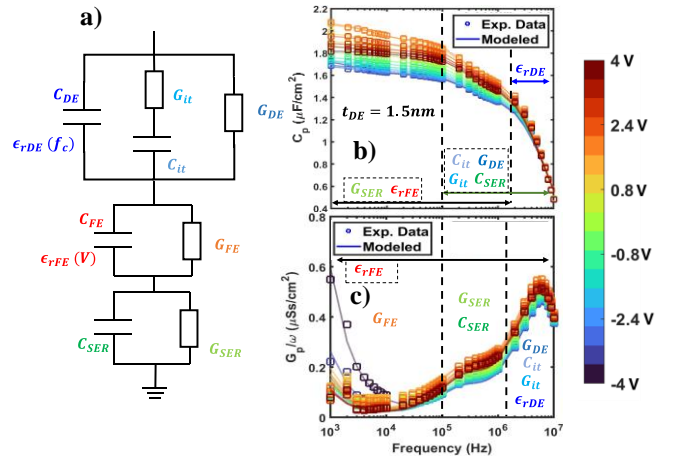 a)
C_DE
ϵ_rDE (f_c)
G_it
C_it
G_DE
C_FE
ϵ_rFE (V)
G_FE
C_SER
G_SER
2.2
2.0
1.8
1.6
1.4
1.2
1.0
0.8
0.6
0.4
C_p (μF/cm²)
Exp. Data
Modeled
ϵ_rDE
t_DE = 1.5nm
b)
C_it G_DE
G_it C_SER
G_SER ϵ_rFE
0.8
0.6
0.4
0.2
0
G_p/ω (μSs/cm²)
Exp. Data
Modeled
c)
ϵ_rFE
G_FE
G_SER
C_SER
G_DE
C_it
G_it
ϵ_rDE
10³ 10⁴ 10⁵ 10⁶ 10⁷
Frequency (Hz)
4 V
2.4 V
0.8 V
-0.8 V
-2.4 V
-4 V